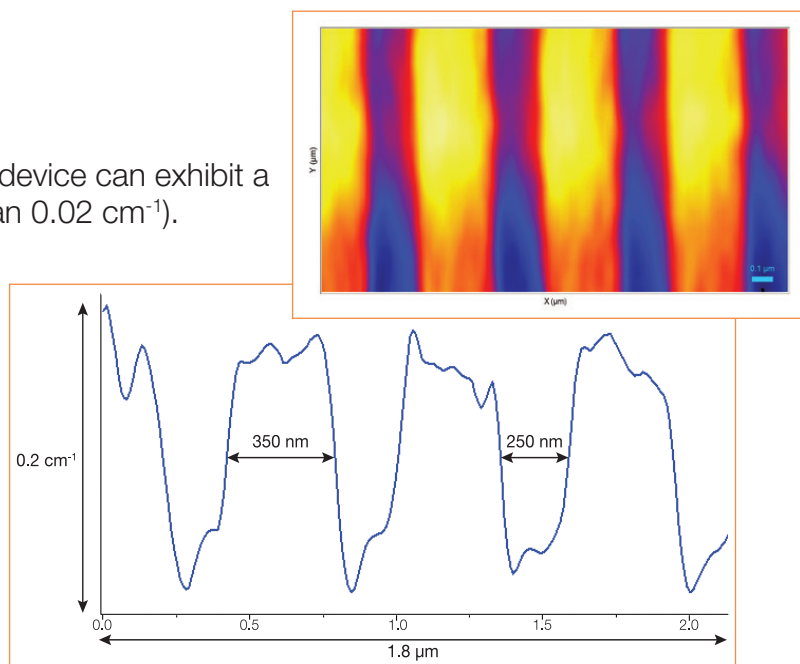 device can exhibit a
an 0.02 cm⁻¹).
Y (µm)
0.1 µm
X (µm)
0.2 cm⁻¹
350 nm
250 nm
0.0 0.5 1.0 1.5 2.0
1.8 µm